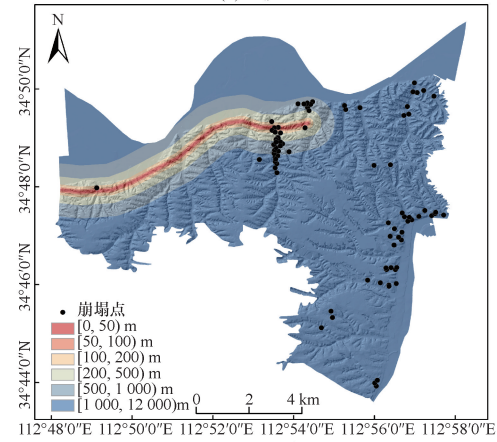 N
34°50′0″N
34°48′0″N
34°46′0″N
34°44′0″N
崩塌点
[0, 50) m
[50, 100) m
[100, 200) m
[200, 500) m
[500, 1 000) m
[1 000, 12 000)m
0 2 4 km
112°48′0″E 112°50′0″E 112°52′0″E 112°54′0″E 112°56′0″E 112°58′0″E